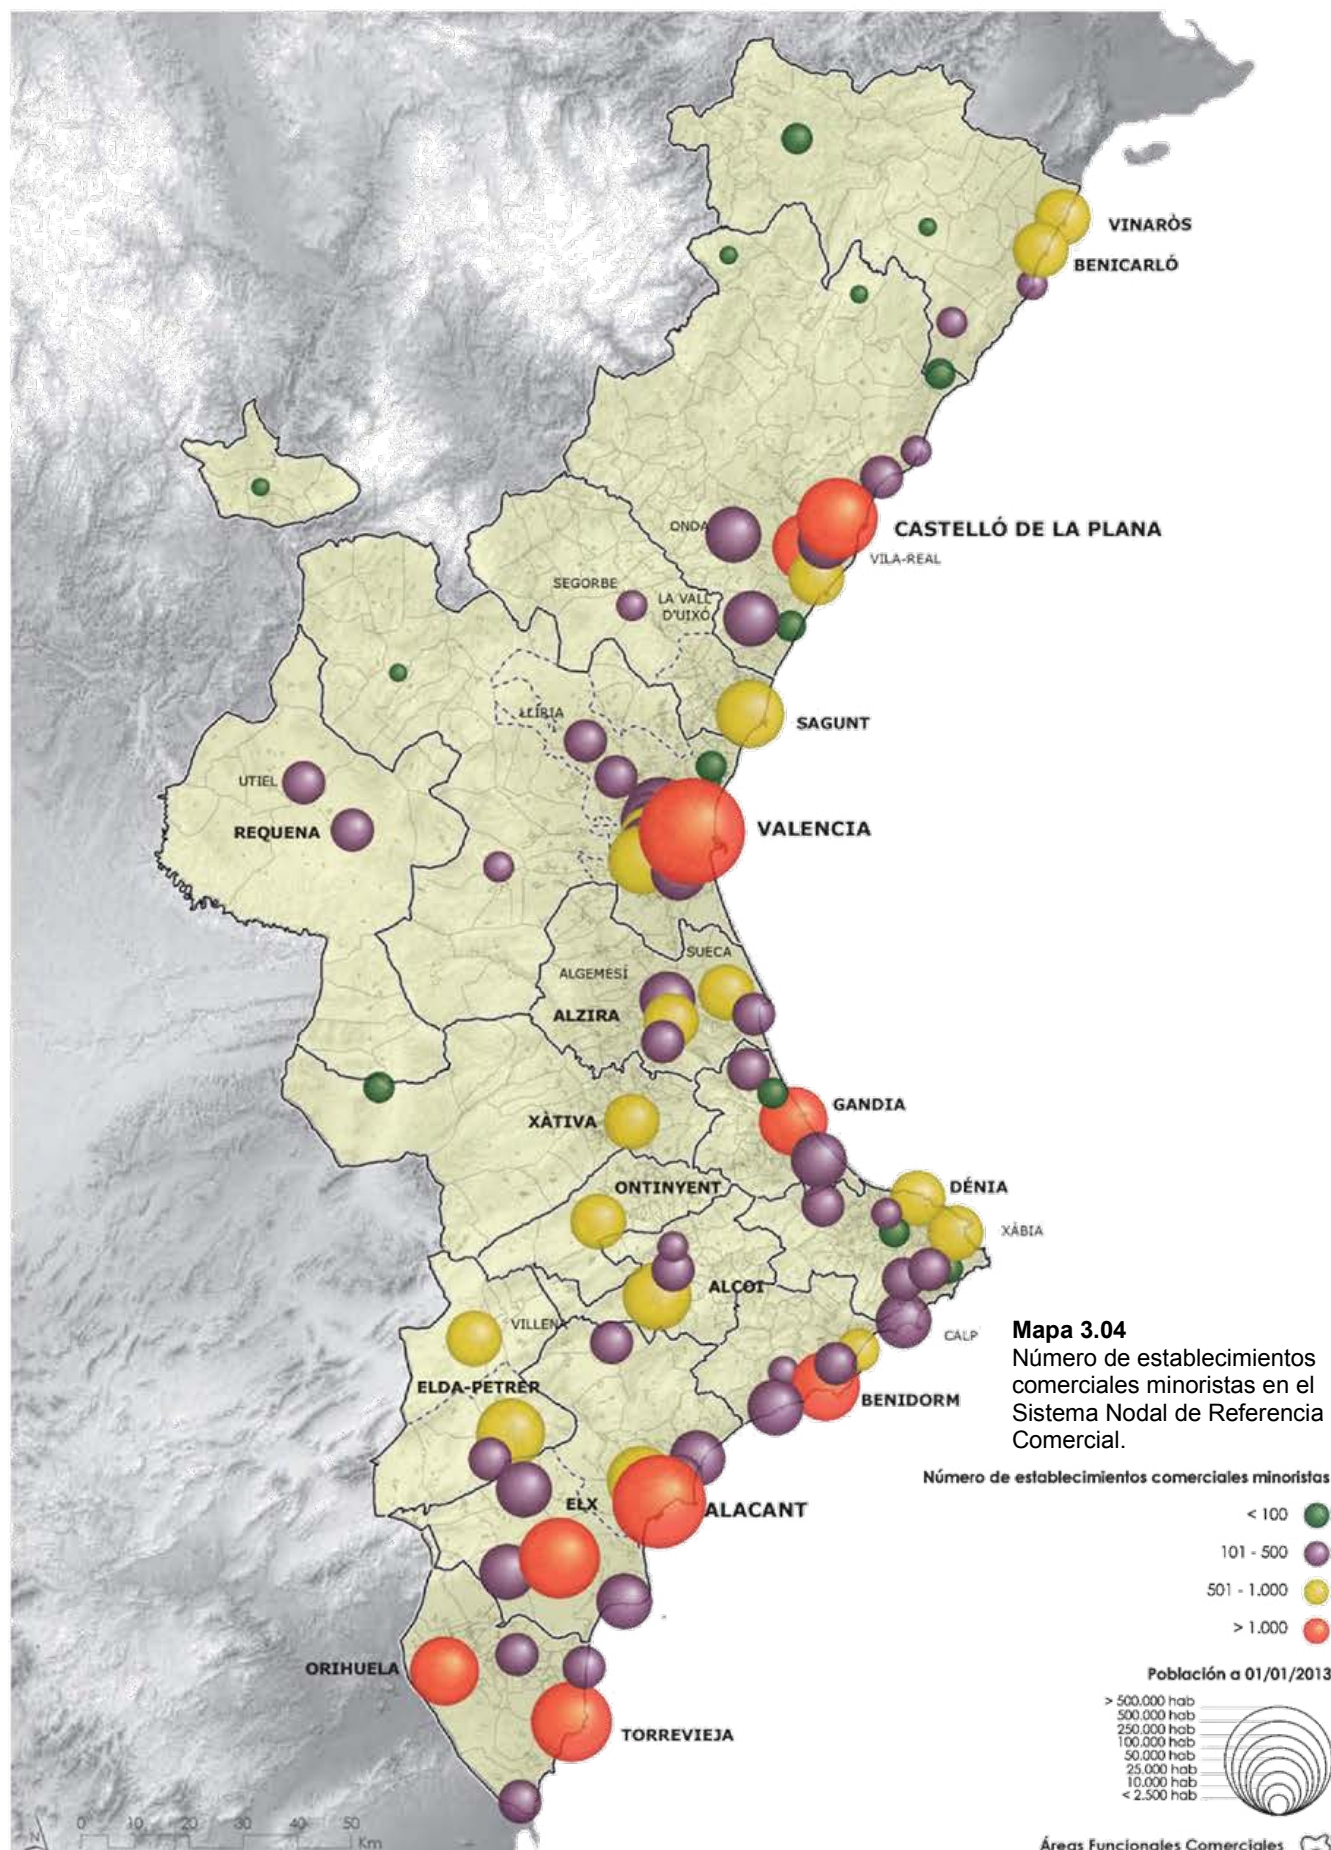 VINARÒS
BENICARLÓ
ONDA
CASTELLÓ DE LA PLANA
VILA-REAL
SEGORBE
LA VALL
D'UIXÓ
SAGUNT
LLÍRIA
UTIEL
REQUENA
VALENCIA
SUECA
ALGEMESÍ
ALZIRA
GANDIA
XÀTIVA
ONTINYENT
DÉNIA
XÀBIA
ALCOI
VILLENA
CALP
Mapa 3.04
Número de establecimientos
comerciales minoristas en el
Sistema Nodal de Referencia
Comercial.
ELDA-PETRER
BENIDORM
Número de establecimientos comerciales minoristas
ELX
ALACANT
< 100
101 - 500
501 - 1.000
> 1.000
ORIHUELA
Población a 01/01/2013
> 500.000 hab
500.000 hab
250.000 hab
100.000 hab
50.000 hab
25.000 hab
10.000 hab
< 2.500 hab
TORREVIEJA
N
0 10 20 30 40 50
Km
Áreas Funcionales Comerciales